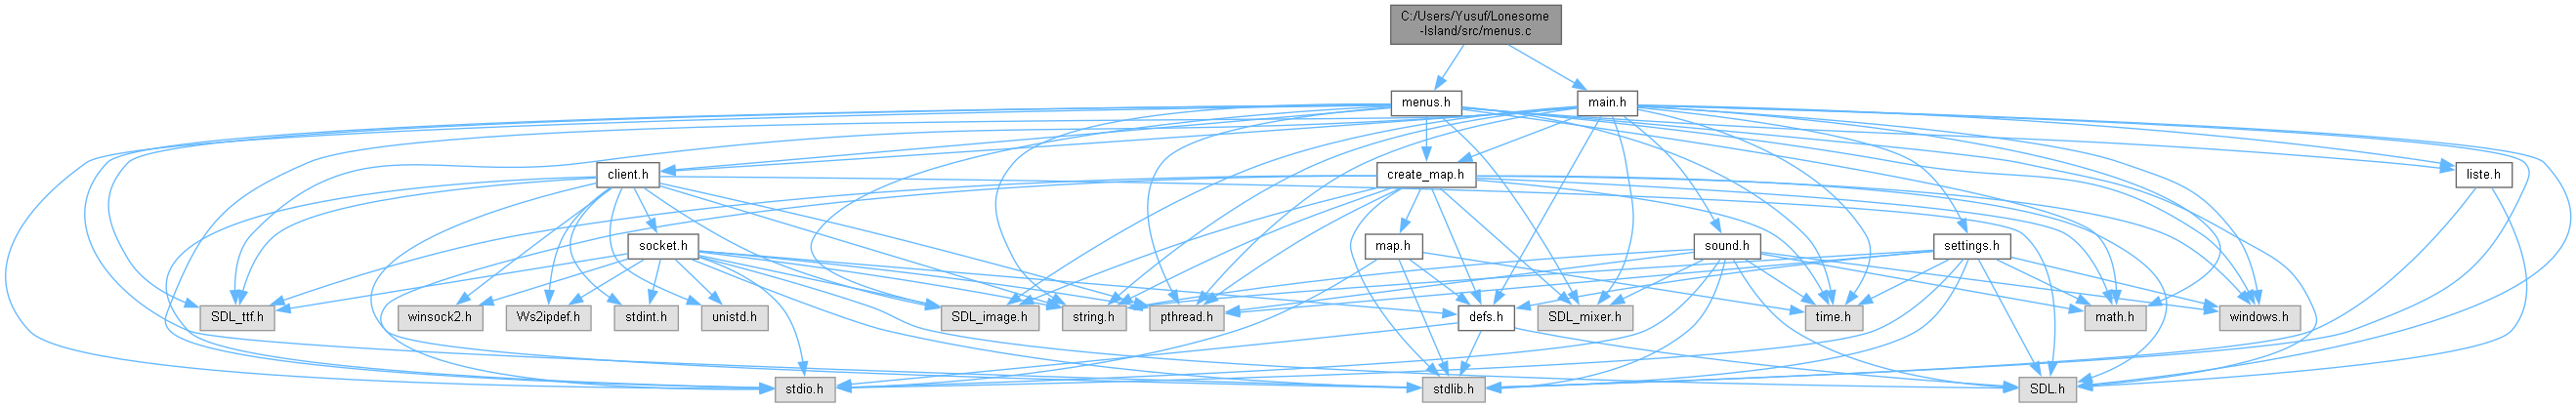 C:/Users/Yusuf/Lonesome
-Island/src/menus.c
menus.h
main.h
client.h
create_map.h
liste.h
socket.h
map.h
sound.h
settings.h
SDL_ttf.h
winsock2.h
Ws2ipdef.h
stdint.h
unistd.h
SDL_image.h
string.h
pthread.h
defs.h
SDL_mixer.h
time.h
math.h
windows.h
stdio.h
stdlib.h
SDL.h